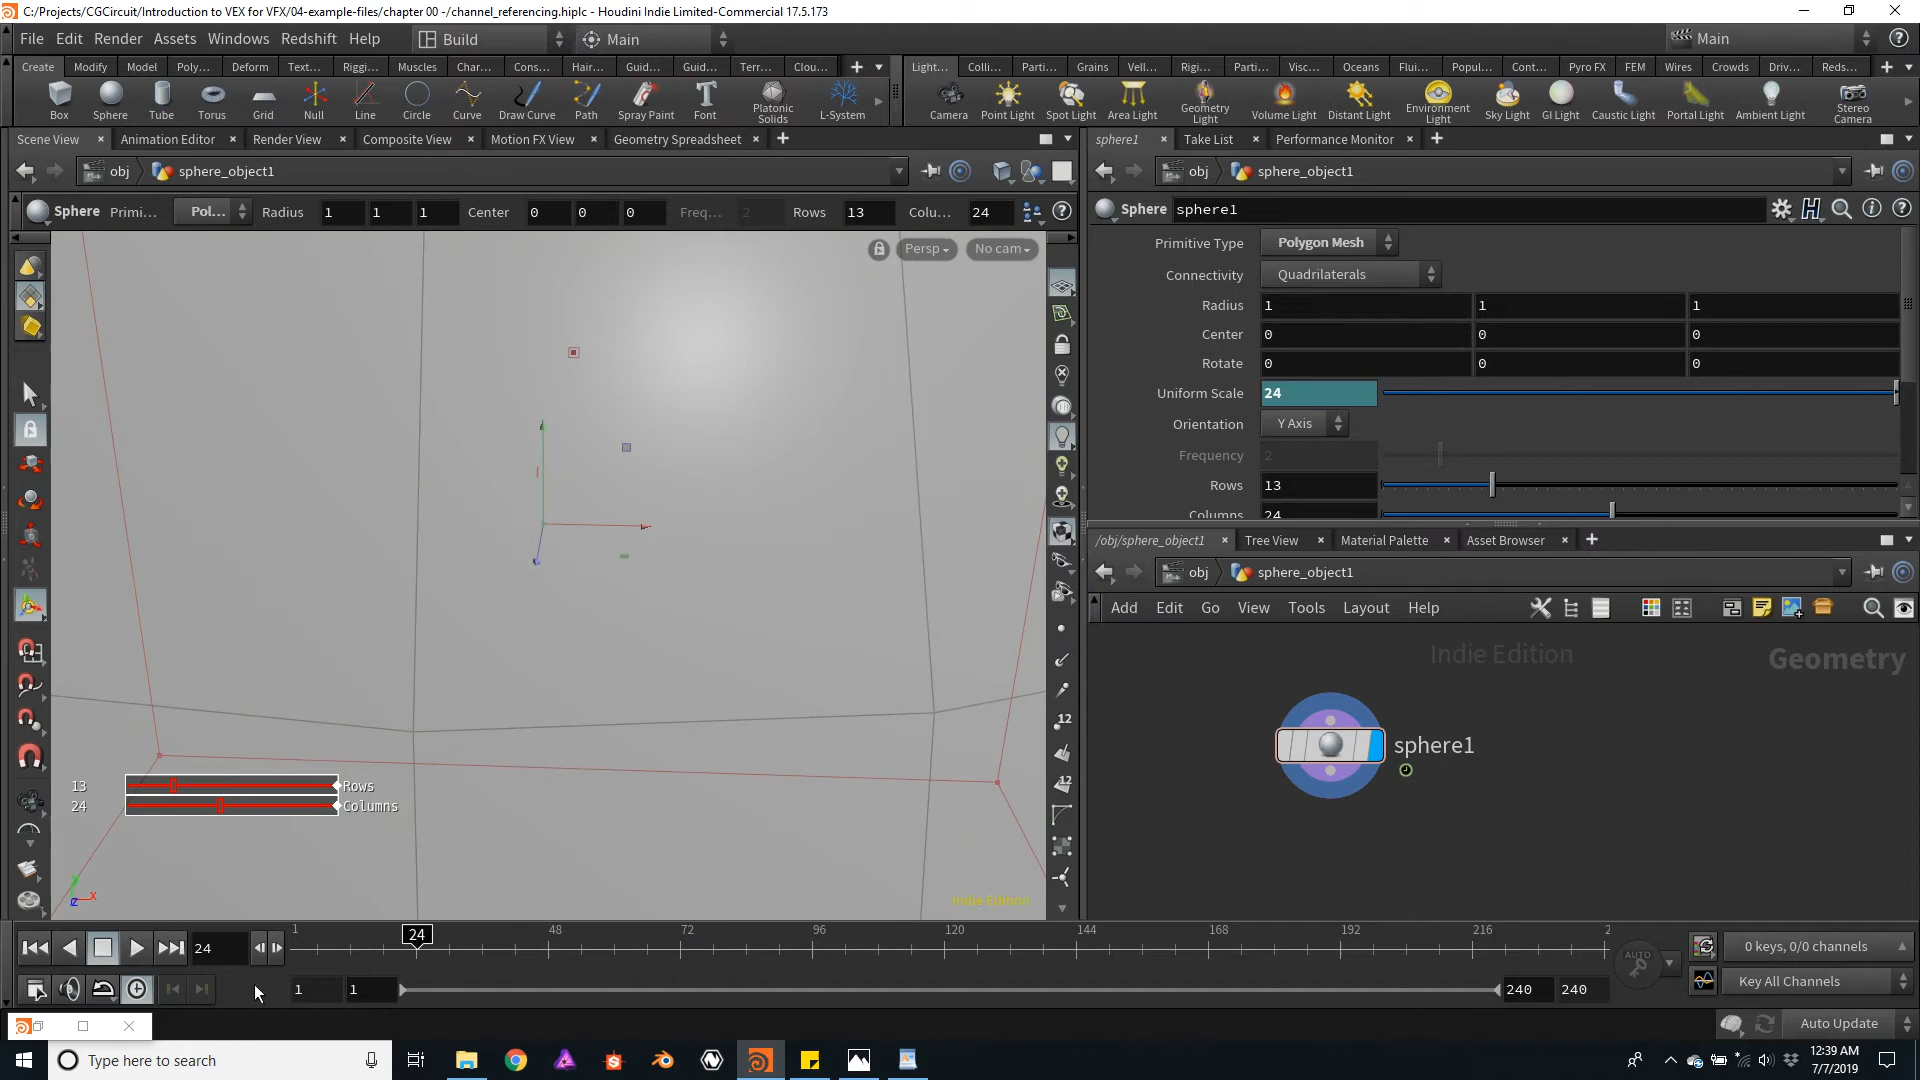 C:/Projects/CGCircuit/Introduction to VEX for VFX/04-example-files/chapter 00 -/channel_referencing.hiplc - Houdini Indie Limited-Commercial 17.5.173
File Edit Render Assets Windows Redshift Help Build Main Main
Create Modify Model Poly... Deform Text... Riggi... Muscles Char... Cons... Hair... Guid... Guid... Terr... Clou... Light... Colli... Parti... Grains Vell... Rigi... Parti... Visc... Oceans Flui... Popul... Cont... Pyro FX FEM Wires Crowds Driv... Reds...
Box Sphere Tube Torus Grid Null Line Circle Curve Draw Curve Path Spray Paint Font Platonic Solids L-System Camera Point Light Spot Light Area Light Geometry Light Volume Light Distant Light Environment Light Sky Light GI Light Caustic Light Portal Light Ambient Light Stereo Camera
Scene View Animation Editor Render View Composite View Motion FX View Geometry Spreadsheet sphere1 Take List Performance Monitor
obj sphere_object1 obj sphere_object1
Sphere Primi... Pol... Radius 1 1 1 Center 0 0 0 Freq... 2 Rows 13 Colu... 24
Sphere sphere1
Persp No cam
Primitive Type Polygon Mesh
Connectivity Quadrilaterals
Radius 1 1 1
Center 0 0 0
Rotate 0 0 0
Uniform Scale 24
Orientation Y Axis
Frequency 2
Rows 13
Columns 24
/obj/sphere_object1 Tree View Material Palette Asset Browser
obj sphere_object1
Add Edit Go View Tools Layout Help
Indie Edition Geometry
sphere1
12
12
13 Rows
24 Columns
Y X Z
Indie Edition
24 1 24 48 72 96 120 144 168 192 216 2
AUTO 0 keys, 0/0 channels
1 1 240 240 Key All Channels
Auto Update
Type here to search
12:39 AM
7/7/2019